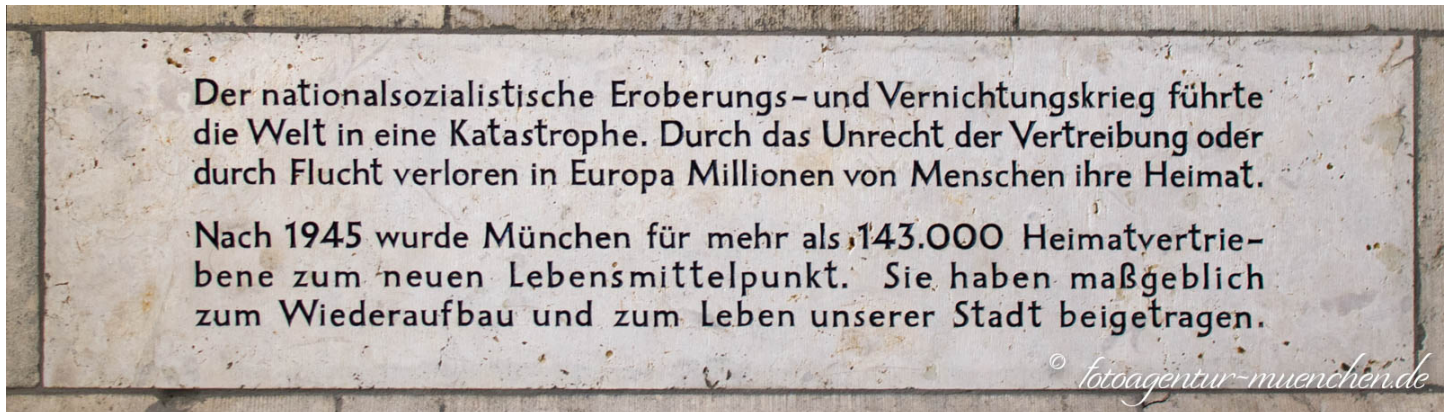 Der nationalsozialistische Eroberungs-und Vernichtungskrieg führte
die Welt in eine Katastrophe. Durch das Unrecht der Vertreibung oder
durch Flucht verloren in Europa Millionen von Menschen ihre Heimat.
Nach 1945 wurde München für mehr als 143.000 Heimatvertrie-
bene zum neuen Lebensmittelpunkt. Sie haben maßgeblich
zum Wiederaufbau und zum Leben unserer Stadt beigetragen.
© fotoagentur-muenchen.de